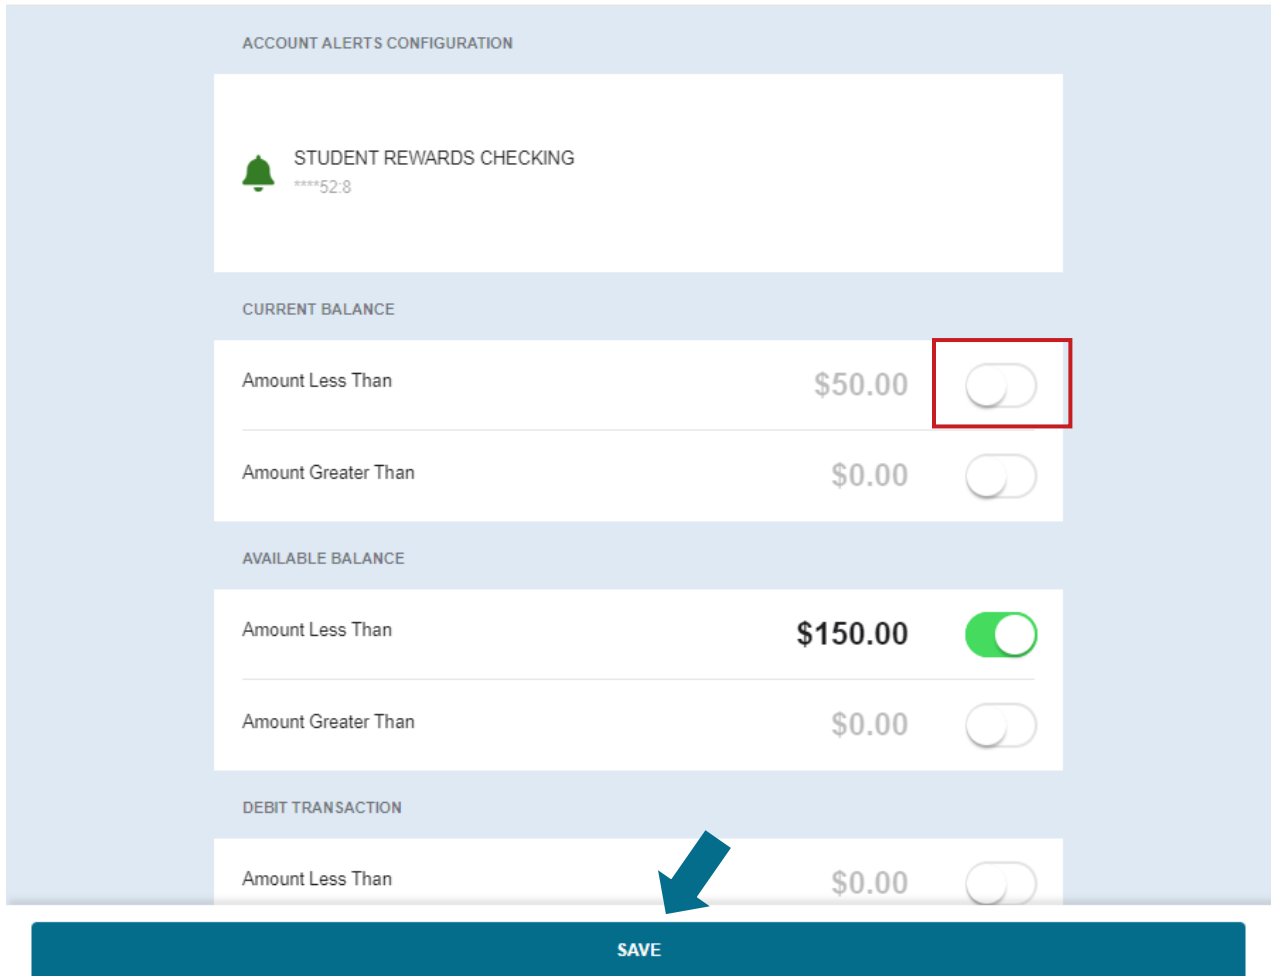 ACCOUNT ALERTS CONFIGURATION
STUDENT REWARDS CHECKING
****52:8
CURRENT BALANCE
Amount Less Than $50.00
Amount Greater Than $0.00
AVAILABLE BALANCE
Amount Less Than $150.00
Amount Greater Than $0.00
DEBIT TRANSACTION
Amount Less Than $0.00
SAVE